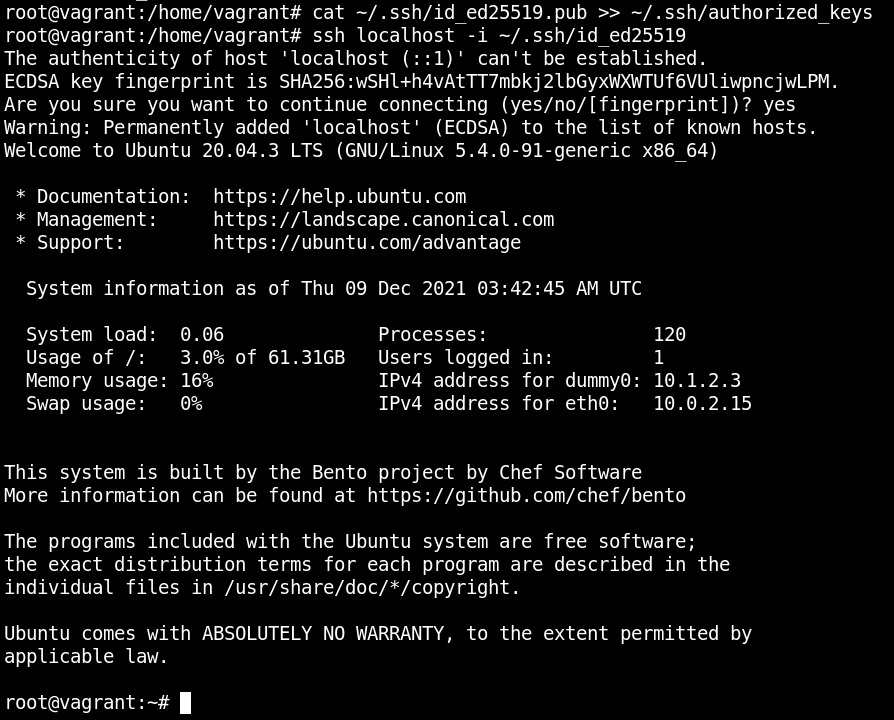 root@vagrant:/home/vagrant# cat ~/.ssh/id_ed25519.pub >> ~/.ssh/authorized_keys
root@vagrant:/home/vagrant# ssh localhost -i ~/.ssh/id_ed25519
The authenticity of host 'localhost (::1)' can't be established.
ECDSA key fingerprint is SHA256:wSHl+h4vAtTT7mbkj2lbGyxWXWTUf6VUliwpncjwLPM.
Are you sure you want to continue connecting (yes/no/[fingerprint])? yes
Warning: Permanently added 'localhost' (ECDSA) to the list of known hosts.
Welcome to Ubuntu 20.04.3 LTS (GNU/Linux 5.4.0-91-generic x86_64)

 * Documentation:  https://help.ubuntu.com
 * Management:     https://landscape.canonical.com
 * Support:        https://ubuntu.com/advantage

  System information as of Thu 09 Dec 2021 03:42:45 AM UTC

  System load:  0.06              Processes:               120
  Usage of /:   3.0% of 61.31GB   Users logged in:         1
  Memory usage: 16%               IPv4 address for dummy0: 10.1.2.3
  Swap usage:   0%                IPv4 address for eth0:   10.0.2.15


This system is built by the Bento project by Chef Software
More information can be found at https://github.com/chef/bento

The programs included with the Ubuntu system are free software;
the exact distribution terms for each program are described in the
individual files in /usr/share/doc/*/copyright.

Ubuntu comes with ABSOLUTELY NO WARRANTY, to the extent permitted by
applicable law.

root@vagrant:~#